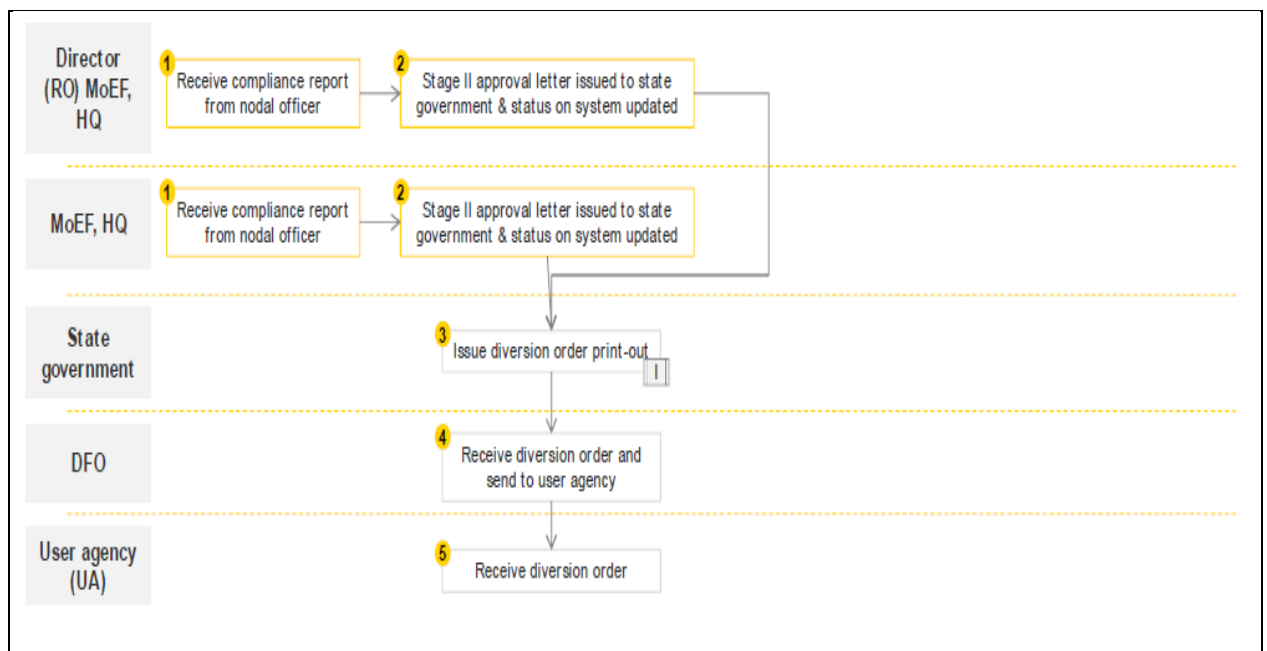 Director
(RO) MoEF,
HQ
1
Receive compliance report
from nodal officer
2
Stage II approval letter issued to state
government & status on system updated
MoEF, HQ
1
Receive compliance report
from nodal officer
2
Stage II approval letter issued to state
government & status on system updated
State
government
3
Issue diversion order print-out
I
DFO
4
Receive diversion order and
send to user agency
User agency
(UA)
5
Receive diversion order